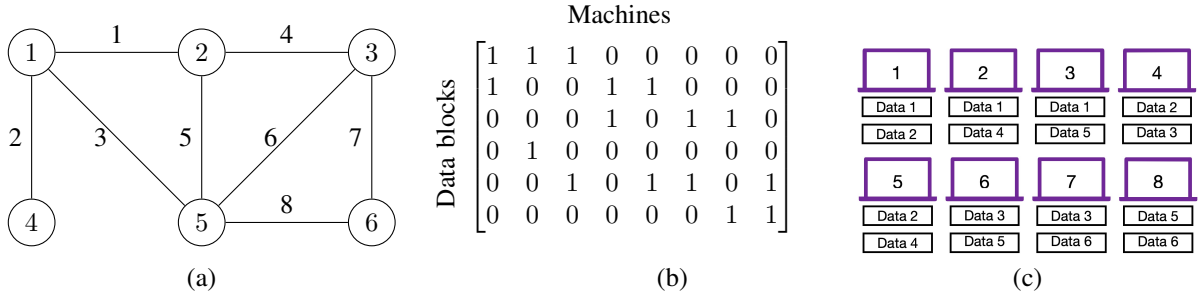 1 1 2 4 3
2 3 5 6 7
4 5 8 6
(a)
Machines
Data blocks
1 1 1 0 0 0 0 0
1 0 0 1 1 0 0 0
0 0 0 1 0 1 1 0
0 1 0 0 0 0 0 0
0 0 1 0 1 1 0 1
0 0 0 0 0 0 1 1
(b)
1 2 3 4
Data 1 Data 1 Data 1 Data 2
Data 2 Data 4 Data 5 Data 3
5 6 7 8
Data 2 Data 3 Data 3 Data 5
Data 4 Data 5 Data 6 Data 6
(c)